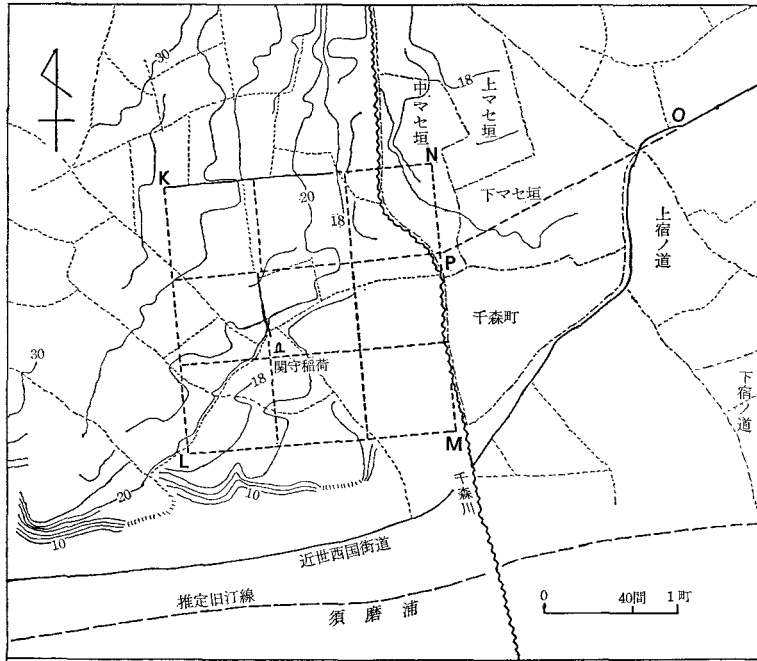 30
18
中マセ垣
上マセ垣
O
K
N
20
18
下マセ垣
上宿ノ道
P
千森町
関守稲荷
30
18
下宿ノ道
L
M
20
10
千森川
10
近世西国街道
推定旧汀線
須磨浦
0 40間 1町